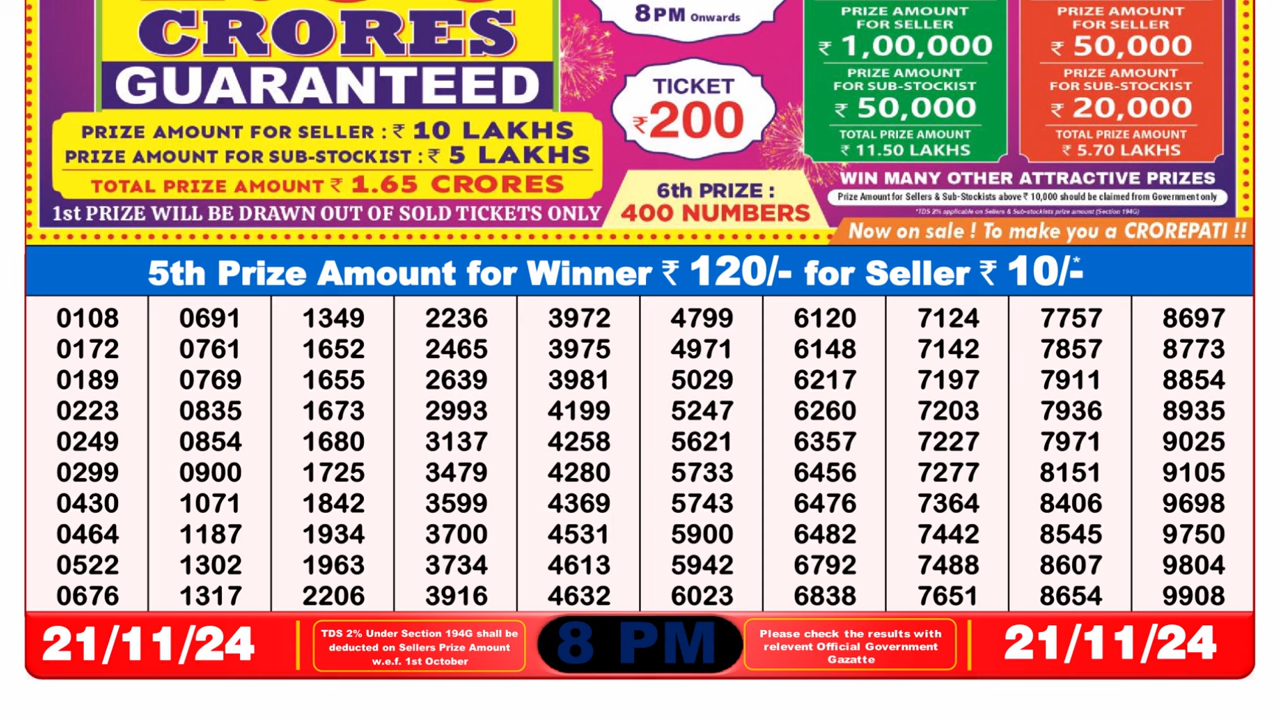 CRORES
GUARANTEED
PRIZE AMOUNT FOR SELLER : ₹ 10 LAKHS
PRIZE AMOUNT FOR SUB-STOCKIST : ₹ 5 LAKHS
TOTAL PRIZE AMOUNT ₹ 1.65 CRORES
1st PRIZE WILL BE DRAWN OUT OF SOLD TICKETS ONLY
8PM Onwards
TICKET
₹200
6th PRIZE :
400 NUMBERS
PRIZE AMOUNT
FOR SELLER
₹ 1,00,000
PRIZE AMOUNT
FOR SUB-STOCKIST
₹ 50,000
TOTAL PRIZE AMOUNT
₹ 11.50 LAKHS
PRIZE AMOUNT
FOR SELLER
₹ 50,000
PRIZE AMOUNT
FOR SUB-STOCKIST
₹ 20,000
TOTAL PRIZE AMOUNT
₹ 5.70 LAKHS
WIN MANY OTHER ATTRACTIVE PRIZES
Prize Amount for Sellers & Sub-Stockists above ₹ 10,000 should be claimed from Government only
*TDS 2% applicable on Sellers & Sub-stockists prize amount (Section 194G)
Now on sale ! To make you a CROREPATI !!
5th Prize Amount for Winner ₹ 120/- for Seller ₹ 10/-*
0108 0691 1349 2236 3972 4799 6120 7124 7757 8697
0172 0761 1652 2465 3975 4971 6148 7142 7857 8773
0189 0769 1655 2639 3981 5029 6217 7197 7911 8854
0223 0835 1673 2993 4199 5247 6260 7203 7936 8935
0249 0854 1680 3137 4258 5621 6357 7227 7971 9025
0299 0900 1725 3479 4280 5733 6456 7277 8151 9105
0430 1071 1842 3599 4369 5743 6476 7364 8406 9698
0464 1187 1934 3700 4531 5900 6482 7442 8545 9750
0522 1302 1963 3734 4613 5942 6792 7488 8607 9804
0676 1317 2206 3916 4632 6023 6838 7651 8654 9908
21/11/24
TDS 2% Under Section 194G shall be
deducted on Sellers Prize Amount
w.e.f. 1st October
8 PM
Please check the results with
relevent Official Government
Gazatte
21/11/24